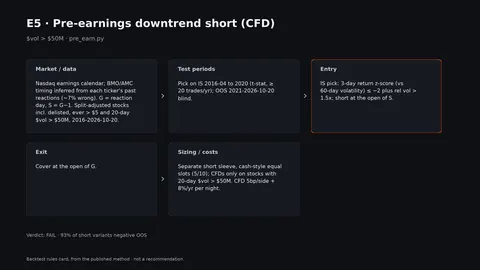 E5 · Pre-earnings downtrend short (CFD)
$vol > $50M · pre_earn.py
Market / data
Nasdaq earnings calendar; BMO/AMC
timing inferred from each ticker's past
reactions (~7% wrong). G = reaction
day, S = G−1. Split-adjusted stocks
incl. delisted, ever > $5 and 20-day
$vol > $50M, 2016-2026-10-20.
Test periods
Pick on IS 2016-04 to 2020 (t-stat, ≥
20 trades/yr); OOS 2021-2026-10-20
blind.
Entry
IS pick: 3-day return z-score (vs
60-day volatility) ≤ −2 plus rel vol >
1.5x; short at the open of S.
Exit
Cover at the open of G.
Sizing / costs
Separate short sleeve, cash-style equal
slots (5/10); CFDs only on stocks with
20-day $vol > $50M. CFD 5bp/side +
8%/yr per night.
Verdict: FAIL · 93% of short variants negative OOS
Backtest rules card, from the published method · not a recommendation.